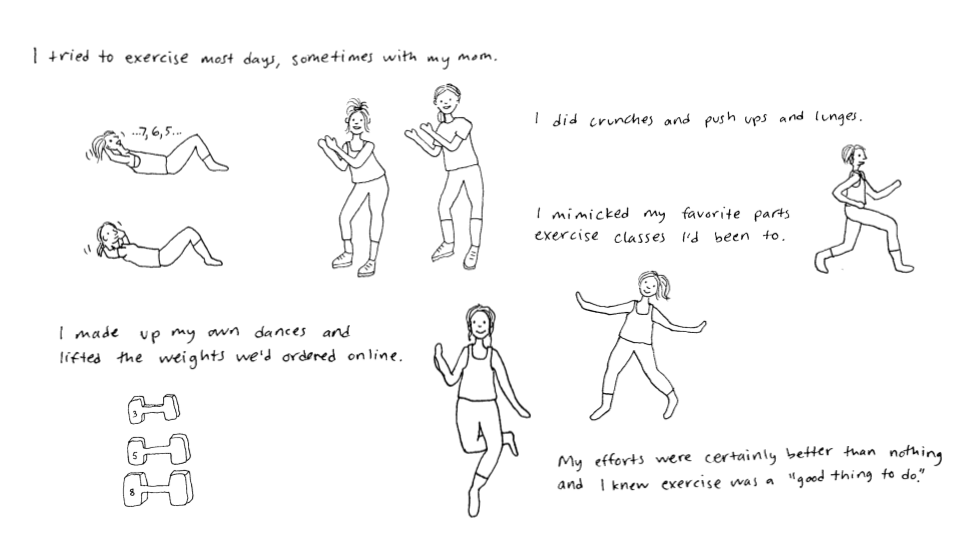 I tried to exercise most days, sometimes with my mom.
...7, 6, 5...
I did crunches and push ups and lunges.
I mimicked my favorite parts
exercise classes I'd been to.
I made up my own dances and
lifted the weights we'd ordered online.
3
5
8
My efforts were certainly better than nothing
and I knew exercise was a "good thing to do."